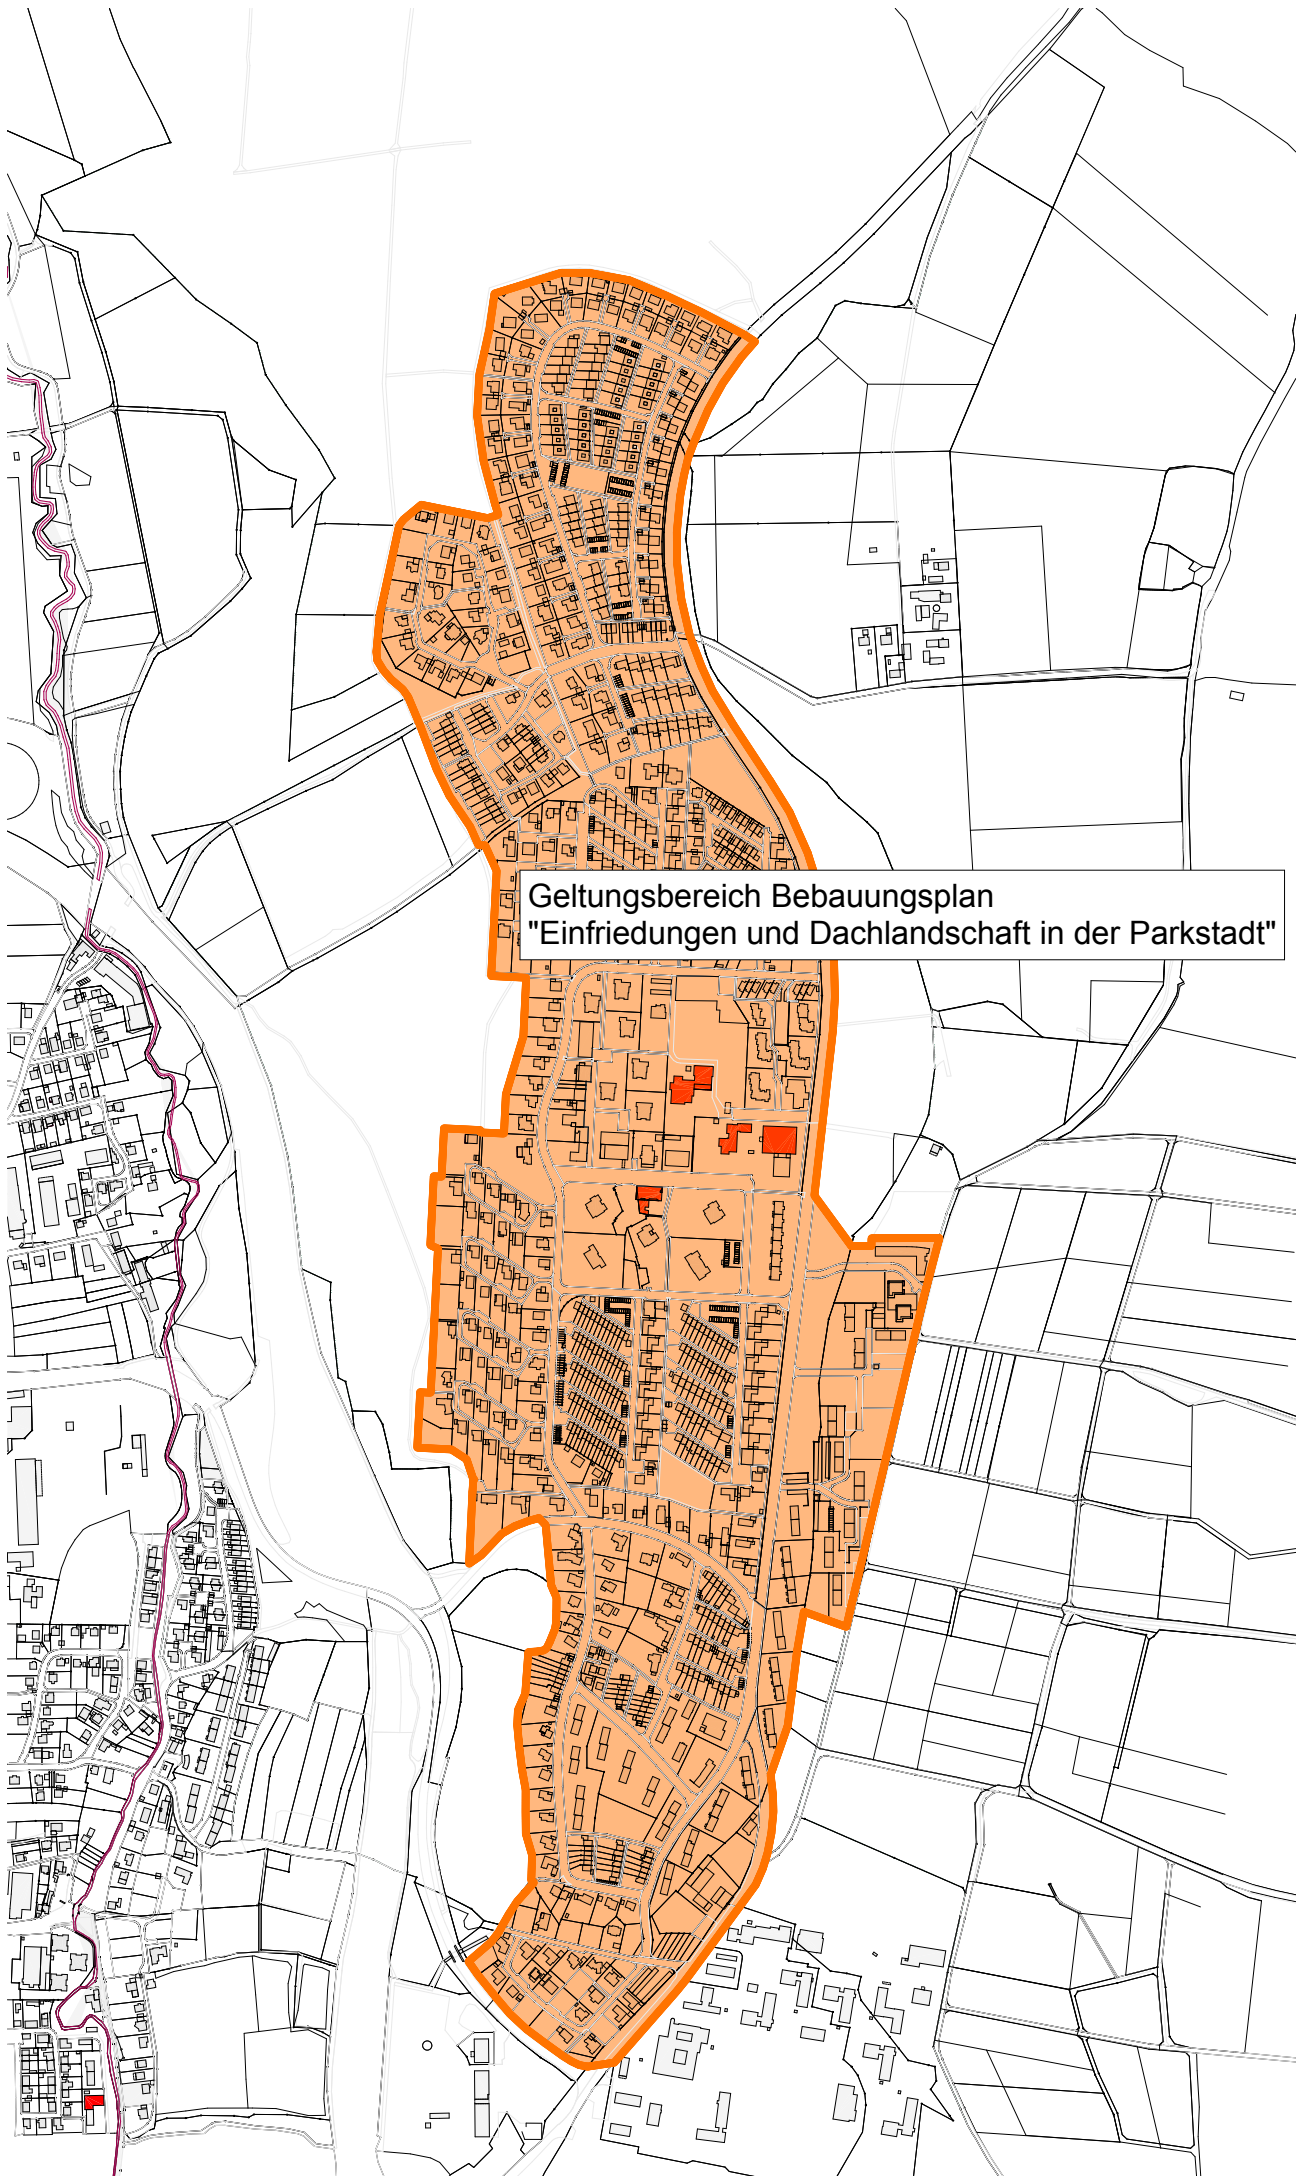 Geltungsbereich Bebauungsplan
"Einfriedungen und Dachlandschaft in der Parkstadt"